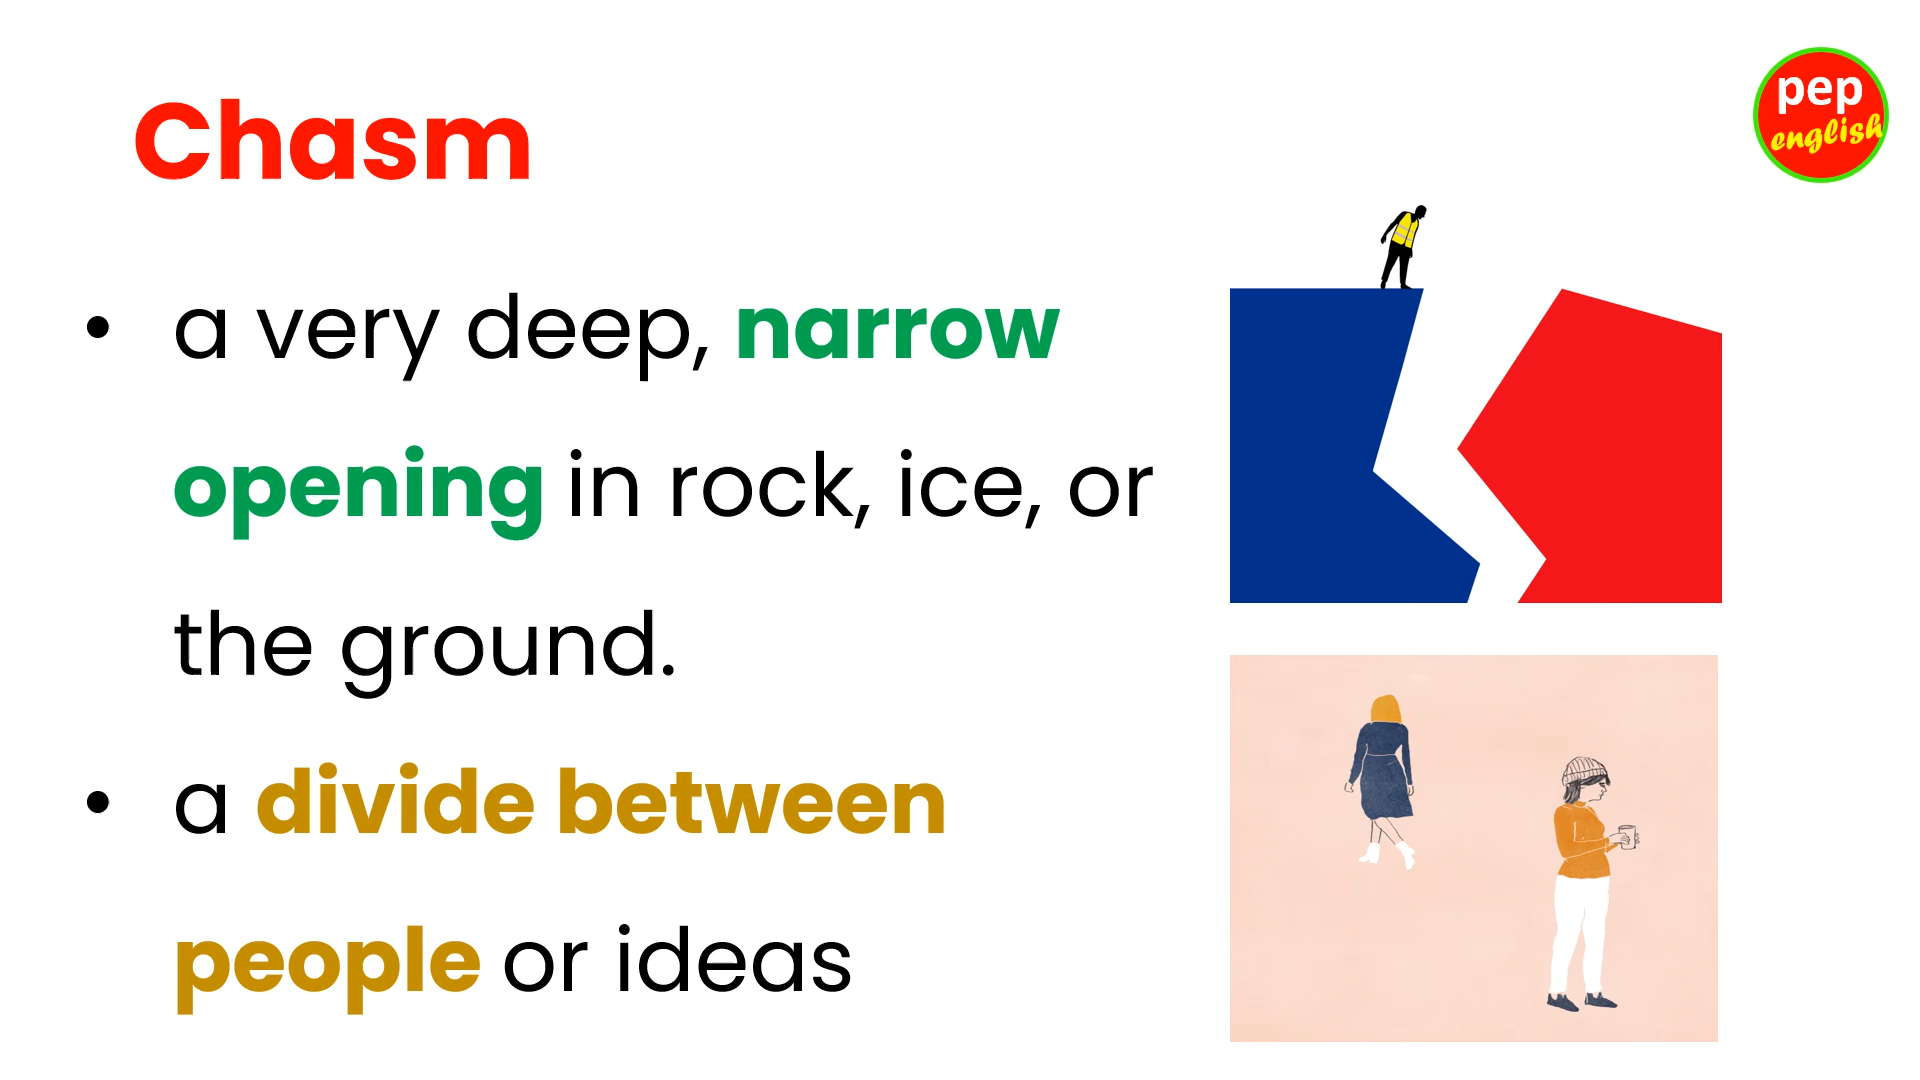 Chasm
pep
english
• a very deep, narrow
opening in rock, ice, or
the ground.
• a divide between
people or ideas